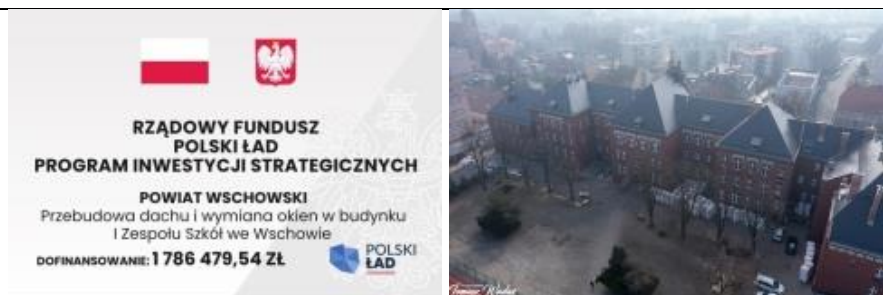 RZĄDOWY FUNDUSZ
POLSKI ŁAD
PROGRAM INWESTYCJI STRATEGICZNYCH
POWIAT WSCHOWSKI
Przebudowa dachu i wymiana okien w budynku
I Zespołu Szkół we Wschowie
DOFINANSOWANIE: 1 786 479,54 ZŁ
POLSKI
ŁAD